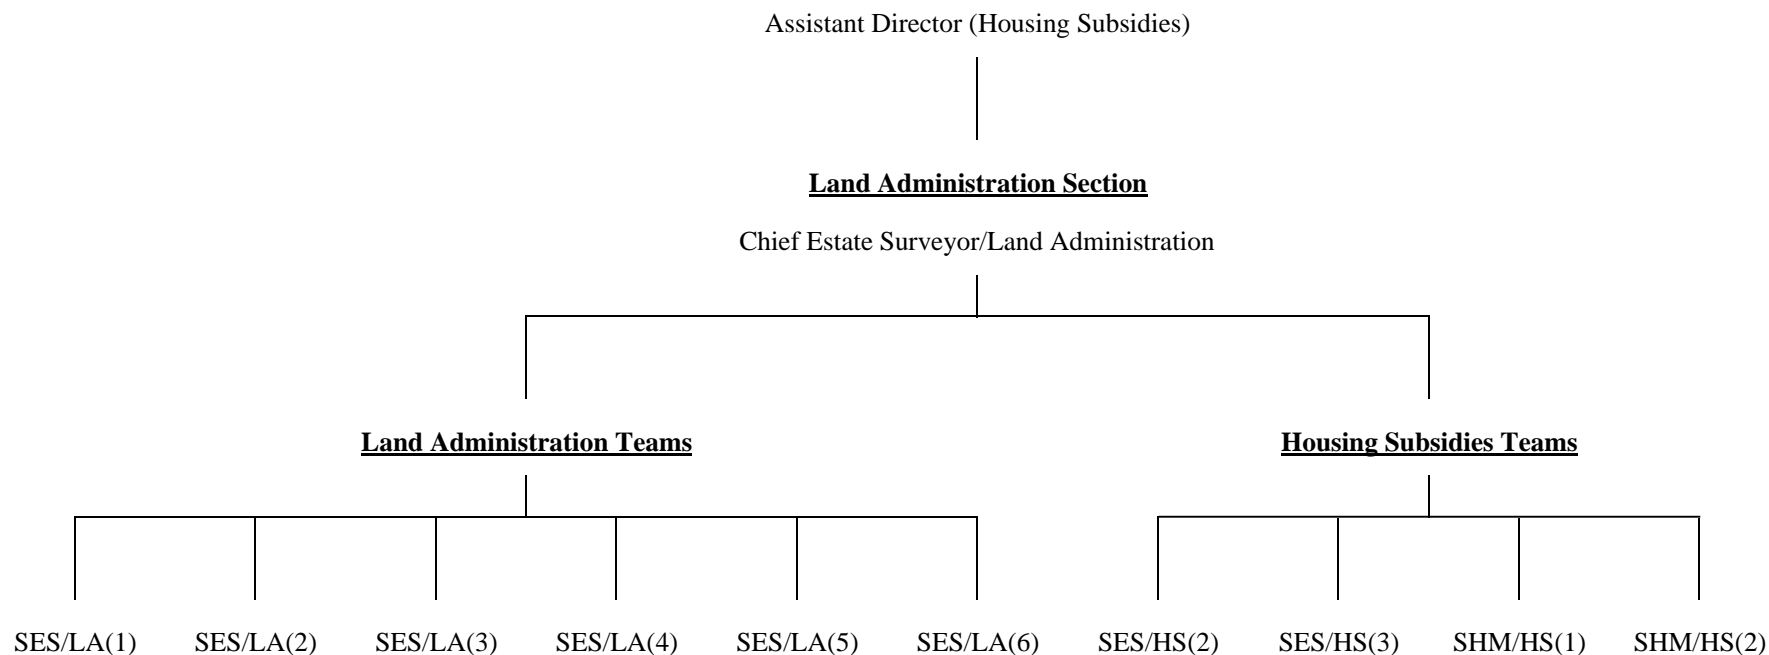 Assistant Director (Housing Subsidies)
Land Administration Section
Chief Estate Surveyor/Land Administration
Land Administration Teams
Housing Subsidies Teams
SES/LA(1) SES/LA(2) SES/LA(3) SES/LA(4) SES/LA(5) SES/LA(6) SES/HS(2) SES/HS(3) SHM/HS(1) SHM/HS(2)